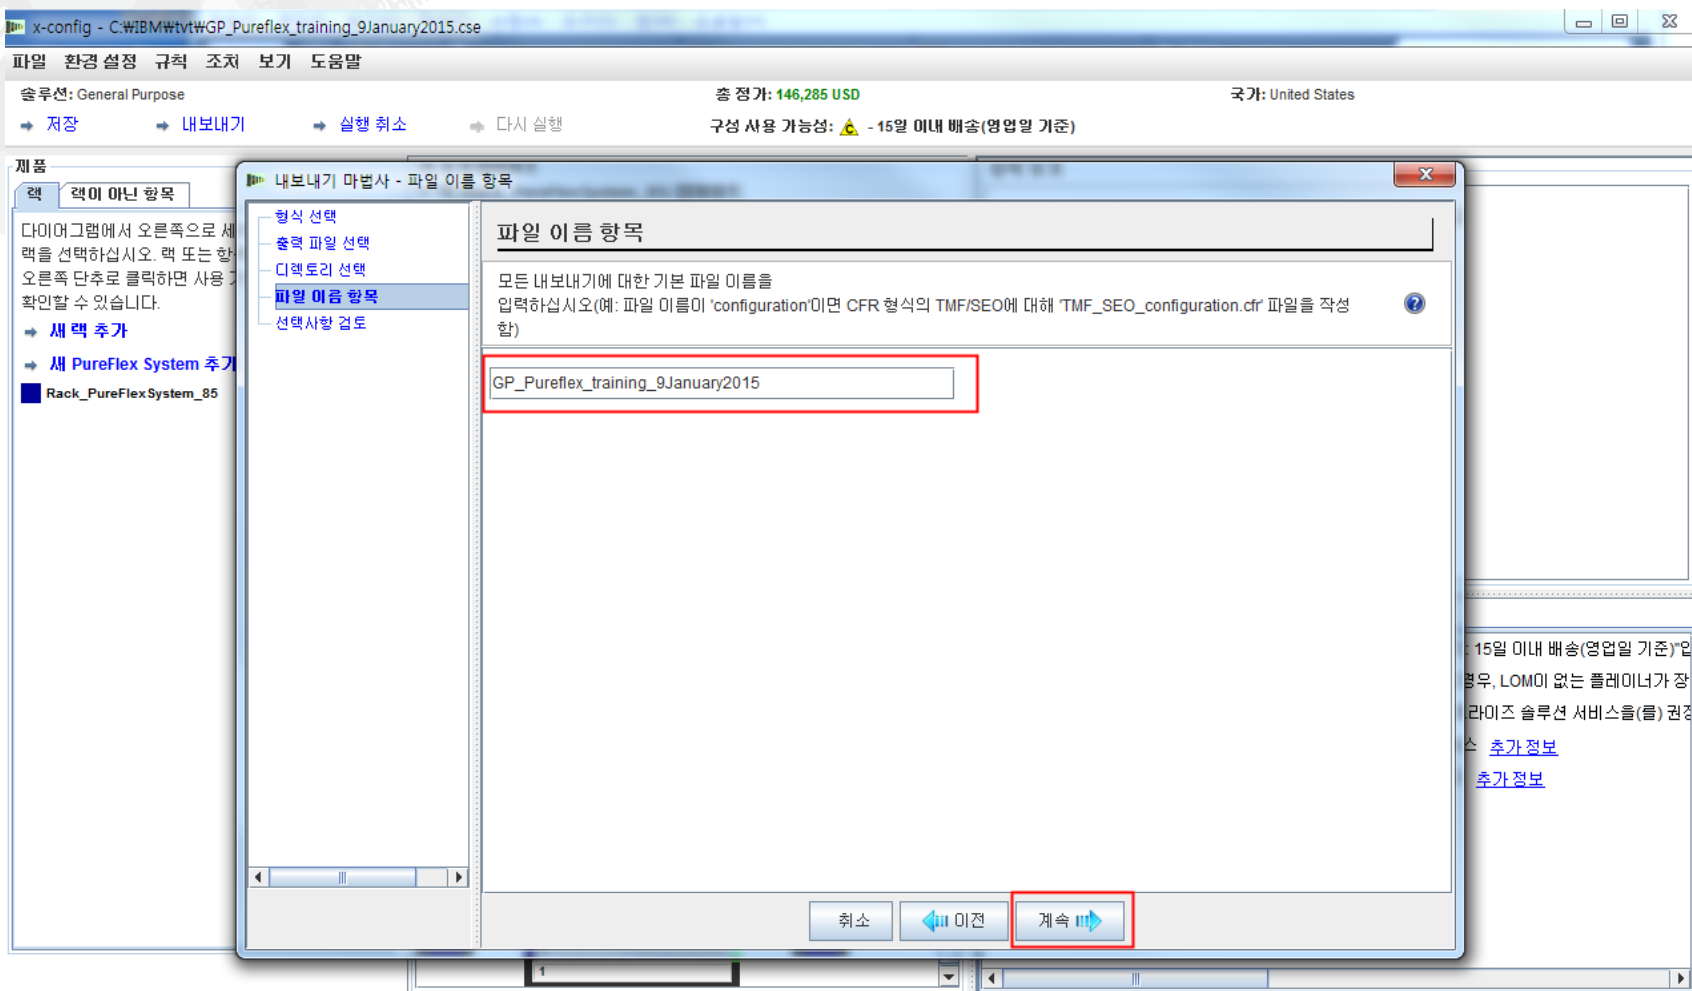 x-config - C:₩IBM₩tvt₩GP_Pureflex_training_9January2015.cse
파일 환경 설정 규칙 조치 보기 도움말
솔루션: General Purpose 총 정가: 146,285 USD 국가: United States
저장 내보내기 실행 취소 다시 실행 구성 사용 가능성: - 15일 이내 배송(영업일 기준)
제품
랙 랙이 아닌 항목
다이어그램에서 오른쪽으로 세
랙을 선택하십시오. 랙 또는 항
오른쪽 단추로 클릭하면 사용
확인할 수 있습니다.
새 랙 추가
새 PureFlex System 추가
Rack_PureFlexSystem_85
내보내기 마법사 - 파일 이름 항목
형식 선택
출력 파일 선택
디렉토리 선택
파일 이름 항목
선택사항 검토
파일 이름 항목
모든 내보내기에 대한 기본 파일 이름을
입력하십시오(예: 파일 이름이 'configuration'이면 CFR 형식의 TMF/SEO에 대해 'TMF_SEO_configuration.cfr' 파일을 작성
함)
GP_Pureflex_training_9January2015
취소 이전 계속
: 15일 이내 배송(영업일 기준)"입
경우, LOM이 없는 플레이너가 장
라이즈 솔루션 서비스을(를) 권장
스 추가 정보
추가 정보
1